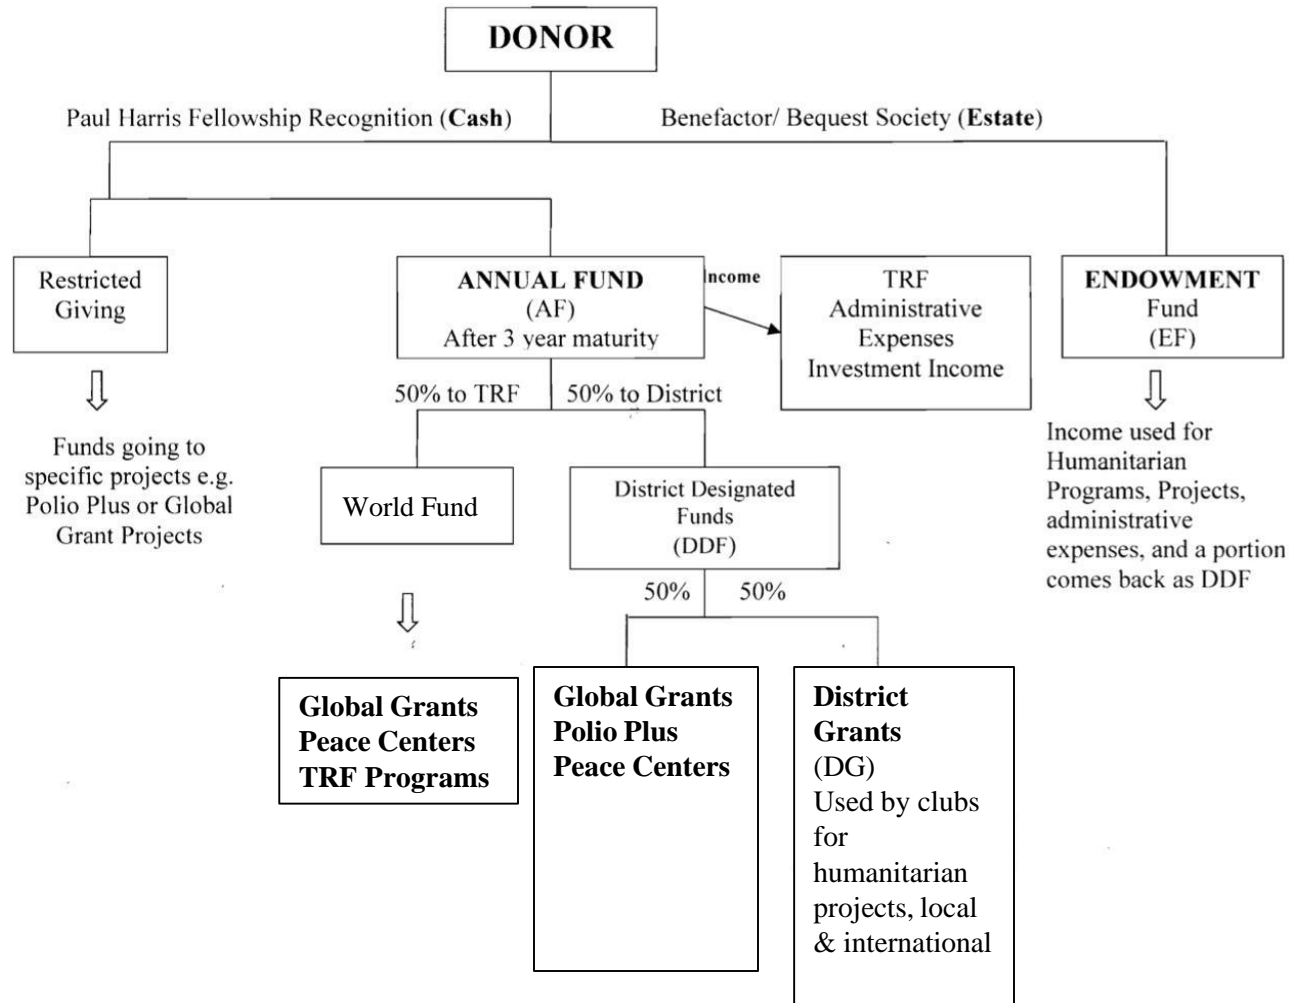 DONOR
Paul Harris Fellowship Recognition (Cash)
Benefactor/ Bequest Society (Estate)
Restricted
Giving
ANNUAL FUND
(AF)
After 3 year maturity
Income
TRF
Administrative
Expenses
Investment Income
ENDOWMENT
Fund
(EF)
50% to TRF
50% to District
Funds going to
specific projects e.g.
Polio Plus or Global
Grant Projects
World Fund
District Designated
Funds
(DDF)
Income used for
Humanitarian
Programs, Projects,
administrative
expenses, and a portion
comes back as DDF
50%
50%
Global Grants
Peace Centers
TRF Programs
Global Grants
Polio Plus
Peace Centers
District
Grants
(DG)
Used by clubs
for
humanitarian
projects, local
& international